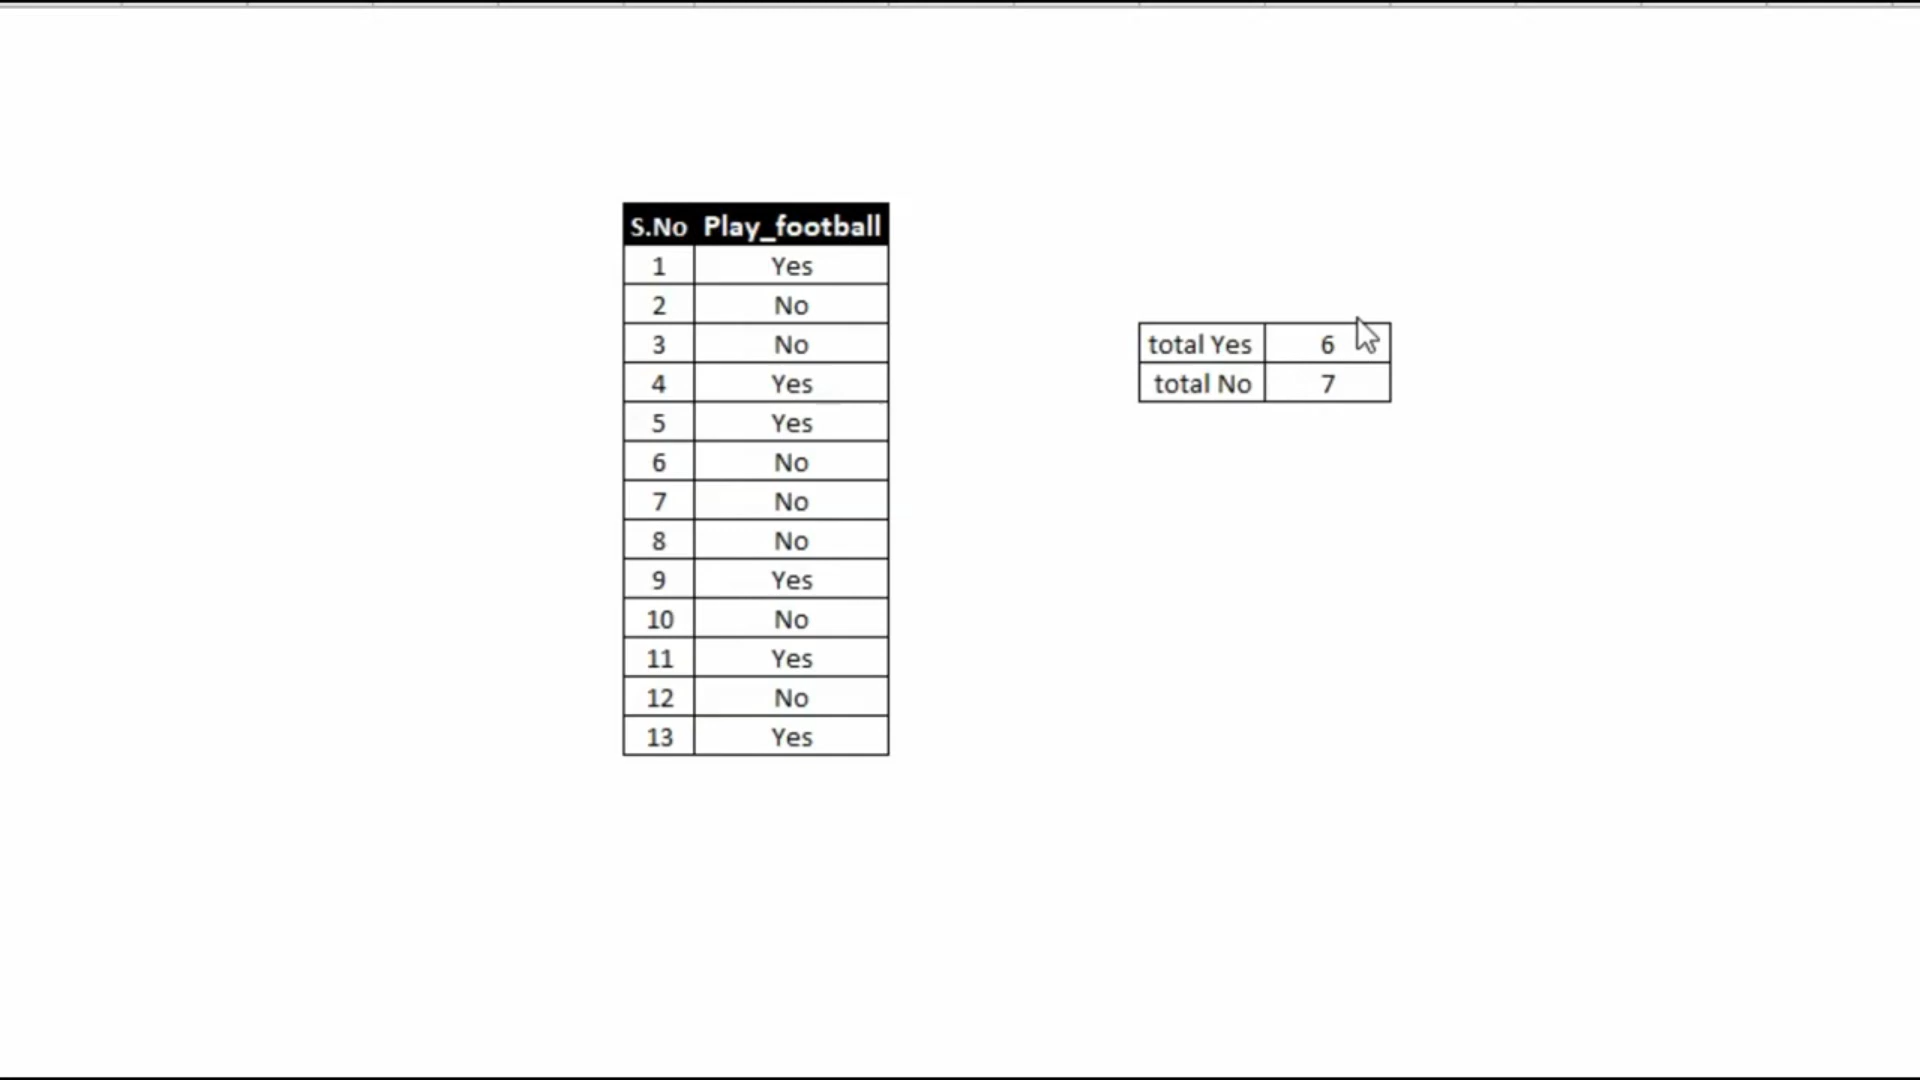 S.No Play_football
1 Yes
2 No
3 No
4 Yes
5 Yes
6 No
7 No
8 No
9 Yes
10 No
11 Yes
12 No
13 Yes
total Yes 6
total No 7